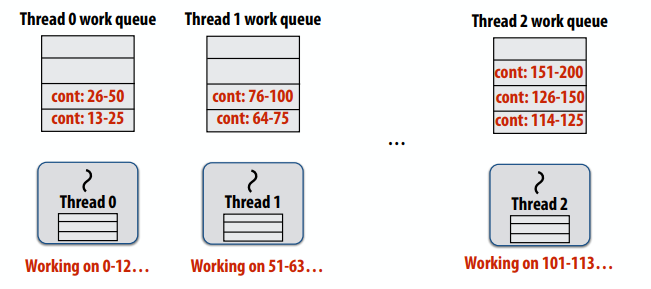 Thread 0 work queue
Thread 1 work queue
Thread 2 work queue
cont: 26-50
cont: 13-25
cont: 76-100
cont: 64-75
cont: 151-200
cont: 126-150
cont: 114-125
...
Thread 0
Thread 1
Thread 2
Working on 0-12...
Working on 51-63...
Working on 101-113...